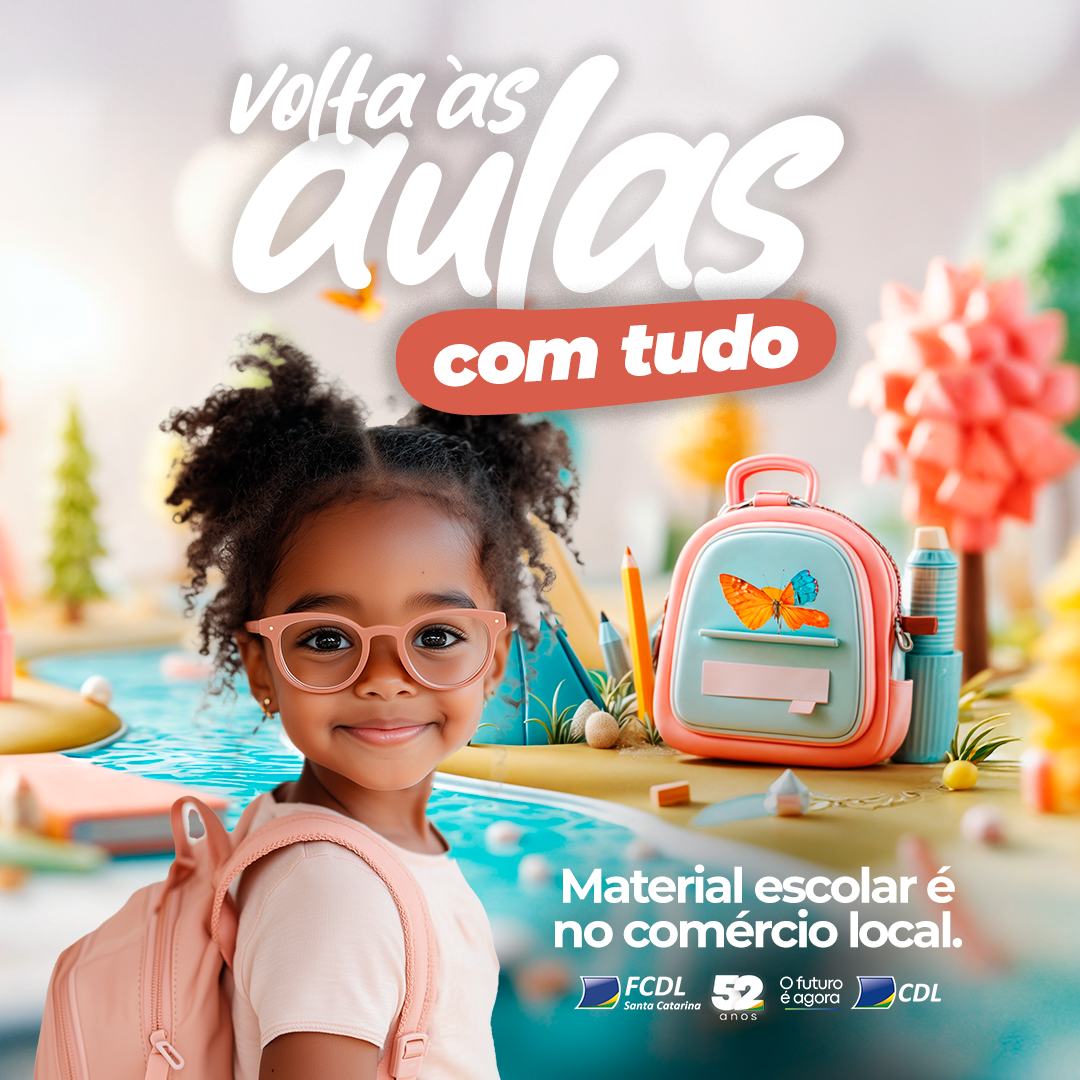 volta às
aulas
com tudo
Material escolar é
no comércio local.
FCDL
Santa Catarina
52
anos
O futuro
é agora
CDL